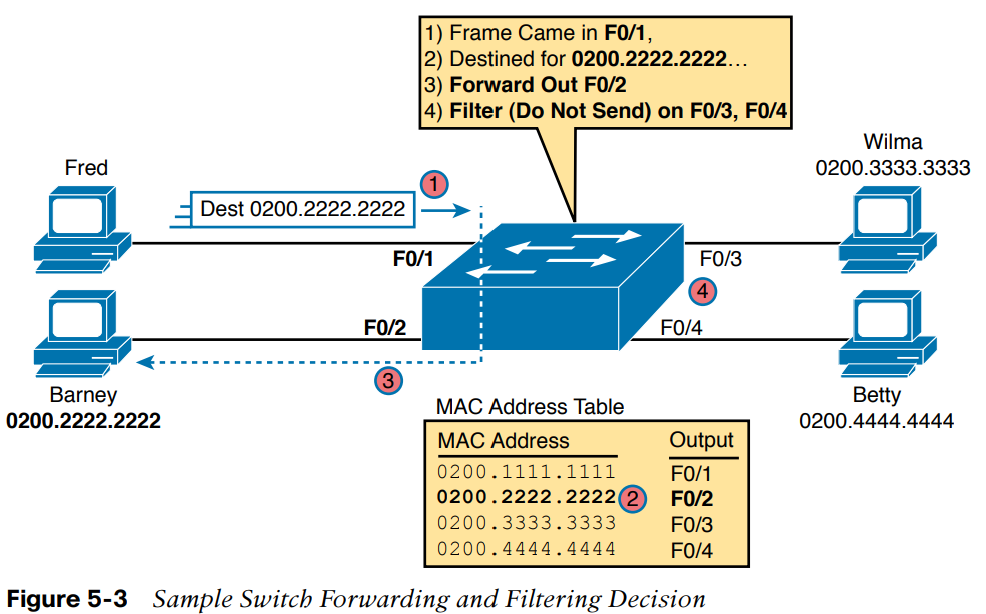 1) Frame Came in F0/1,
2) Destined for 0200.2222.2222…
3) Forward Out F0/2
4) Filter (Do Not Send) on F0/3, F0/4
Fred
Wilma
0200.3333.3333
1
Dest 0200.2222.2222
F0/1
F0/3
4
F0/2
F0/4
3
Barney
0200.2222.2222
Betty
0200.4444.4444
MAC Address Table
MAC Address Output
0200.1111.1111 F0/1
0200.2222.2222 2 F0/2
0200.3333.3333 F0/3
0200.4444.4444 F0/4
Figure 5-3 Sample Switch Forwarding and Filtering Decision